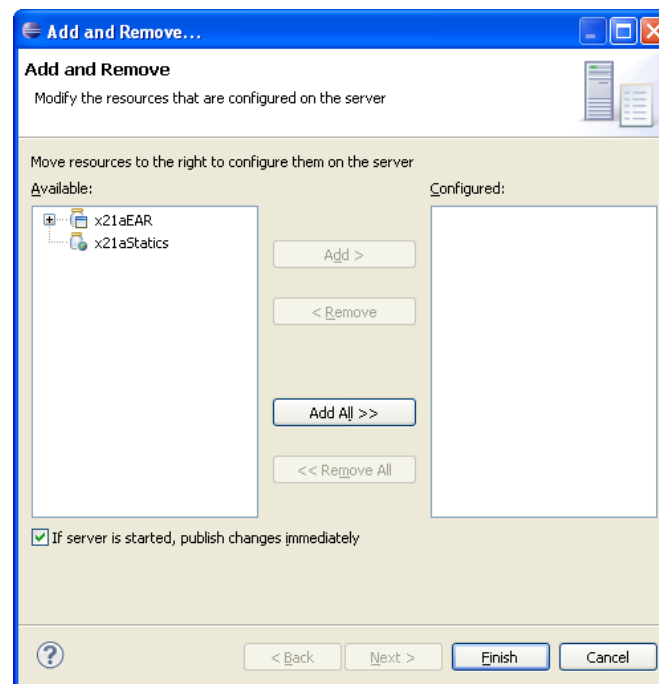 Add and Remove...
Add and Remove
Modify the resources that are configured on the server
Move resources to the right to configure them on the server
Available:
Configured:
x21aEAR
x21aStatics
Add >
< Remove
Add All >>
<< Remove All
If server is started, publish changes immediately
?
< Back
Next >
Finish
Cancel